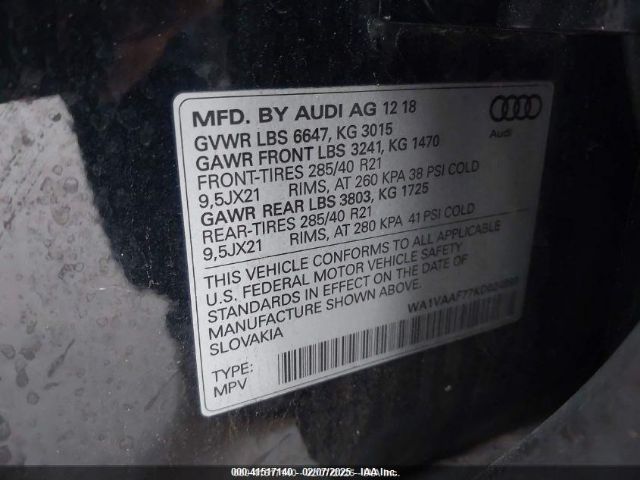 MFD. BY AUDI AG 12 18
Audi
GVWR LBS 6647, KG 3015
GAWR FRONT LBS 3241, KG 1470
FRONT-TIRES 285/40 R21
9,5JX21 RIMS, AT 260 KPA 38 PSI COLD
GAWR REAR LBS 3803, KG 1725
REAR-TIRES 285/40 R21
9,5JX21 RIMS, AT 280 KPA 41 PSI COLD
THIS VEHICLE CONFORMS TO ALL APPLICABLE
U.S. FEDERAL MOTOR VEHICLE SAFETY
STANDARDS IN EFFECT ON THE DATE OF
MANUFACTURE SHOWN ABOVE.
SLOVAKIA
TYPE:
MPV
000 41517140 - 02/07/2025 - IAA Inc.